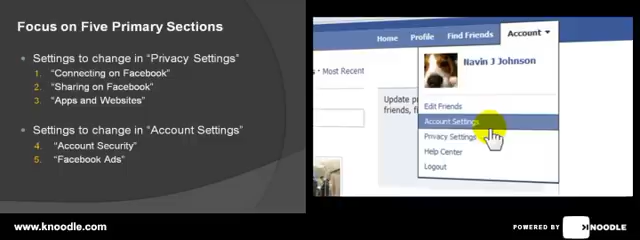 Focus on Five Primary Sections
Settings to change in “Privacy Settings”
1. “Connecting on Facebook”
2. “Sharing on Facebook”
3. “Apps and Websites”
Settings to change in “Account Settings”
4. “Account Security”
5. “Facebook Ads”
www.knoodle.com
Home Profile Find Friends Account
Navin J Johnson
s • Most Recent
Update p
friends, fi
Edit Friends
Account Settings
Privacy Settings
Help Center
Logout
POWERED BY KNOODLE